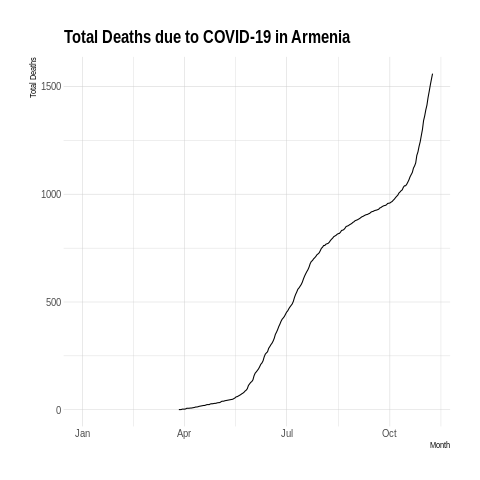 Total Deaths due to COVID-19 in Armenia
Total Deaths
1500
1000
500
0
Jan Apr Jul Oct
Month